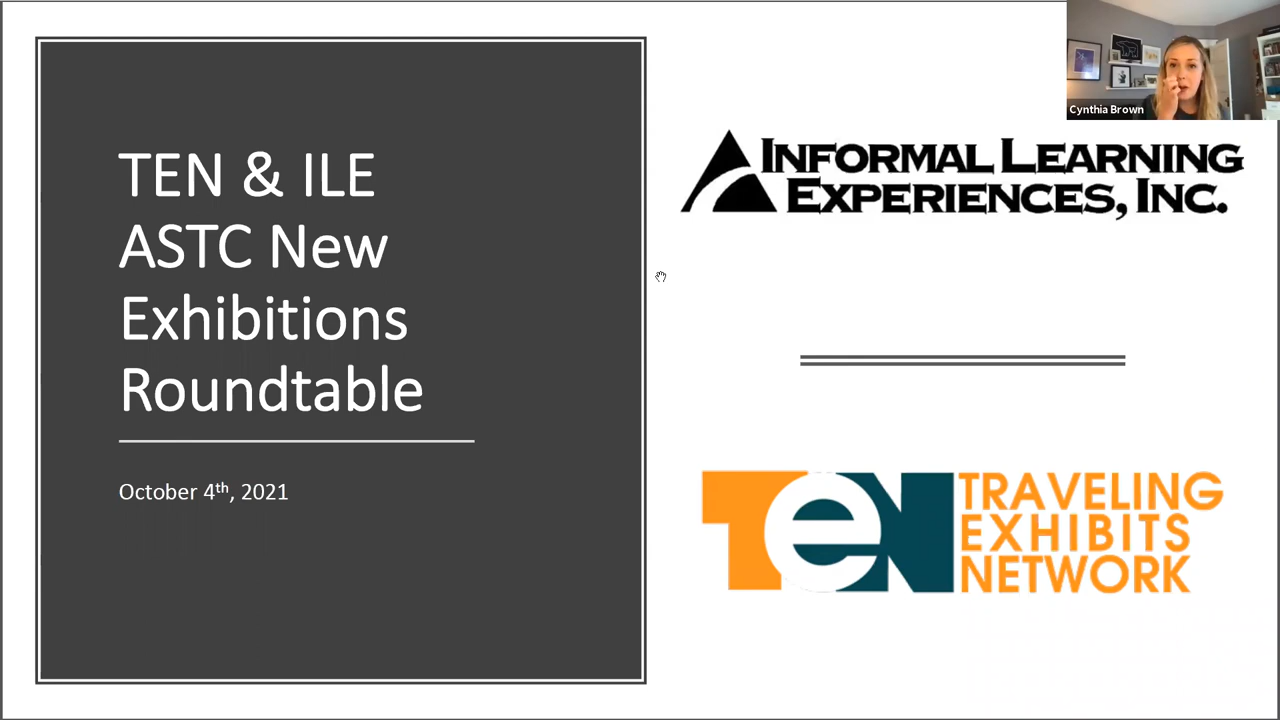 TEN & ILE
ASTC New
Exhibitions
Roundtable
October 4th, 2021
Cynthia Brown
INFORMAL LEARNING
EXPERIENCES, INC.
TEN TRAVELING
EXHIBITS
NETWORK